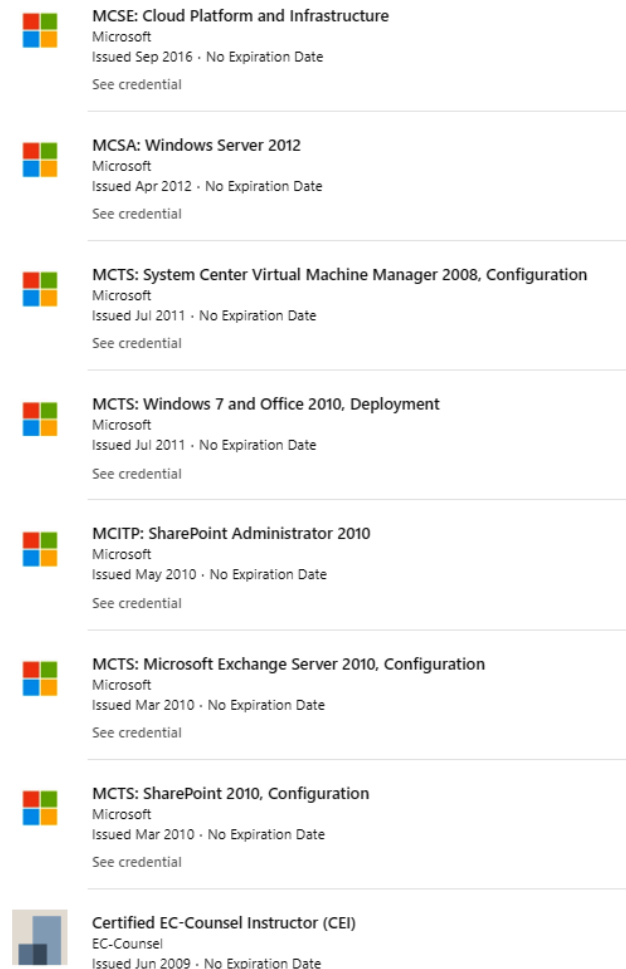 MCSE: Cloud Platform and Infrastructure
Microsoft
Issued Sep 2016 · No Expiration Date
See credential
MCSA: Windows Server 2012
Microsoft
Issued Apr 2012 · No Expiration Date
See credential
MCTS: System Center Virtual Machine Manager 2008, Configuration
Microsoft
Issued Jul 2011 · No Expiration Date
See credential
MCTS: Windows 7 and Office 2010, Deployment
Microsoft
Issued Jul 2011 · No Expiration Date
See credential
MCITP: SharePoint Administrator 2010
Microsoft
Issued May 2010 · No Expiration Date
See credential
MCTS: Microsoft Exchange Server 2010, Configuration
Microsoft
Issued Mar 2010 · No Expiration Date
See credential
MCTS: SharePoint 2010, Configuration
Microsoft
Issued Mar 2010 · No Expiration Date
See credential
Certified EC-Counsel Instructor (CEI)
EC-Counsel
Issued Jun 2009 · No Expiration Date